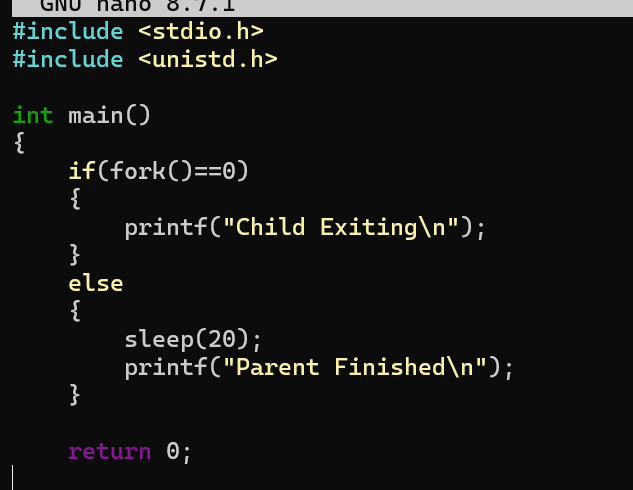 GNU nano 8.7.1
#include <stdio.h>
#include <unistd.h>
int main()
{
    if(fork()==0)
    {
        printf("Child Exiting\n");
    }
    else
    {
        sleep(20);
        printf("Parent Finished\n");
    }
    return 0;